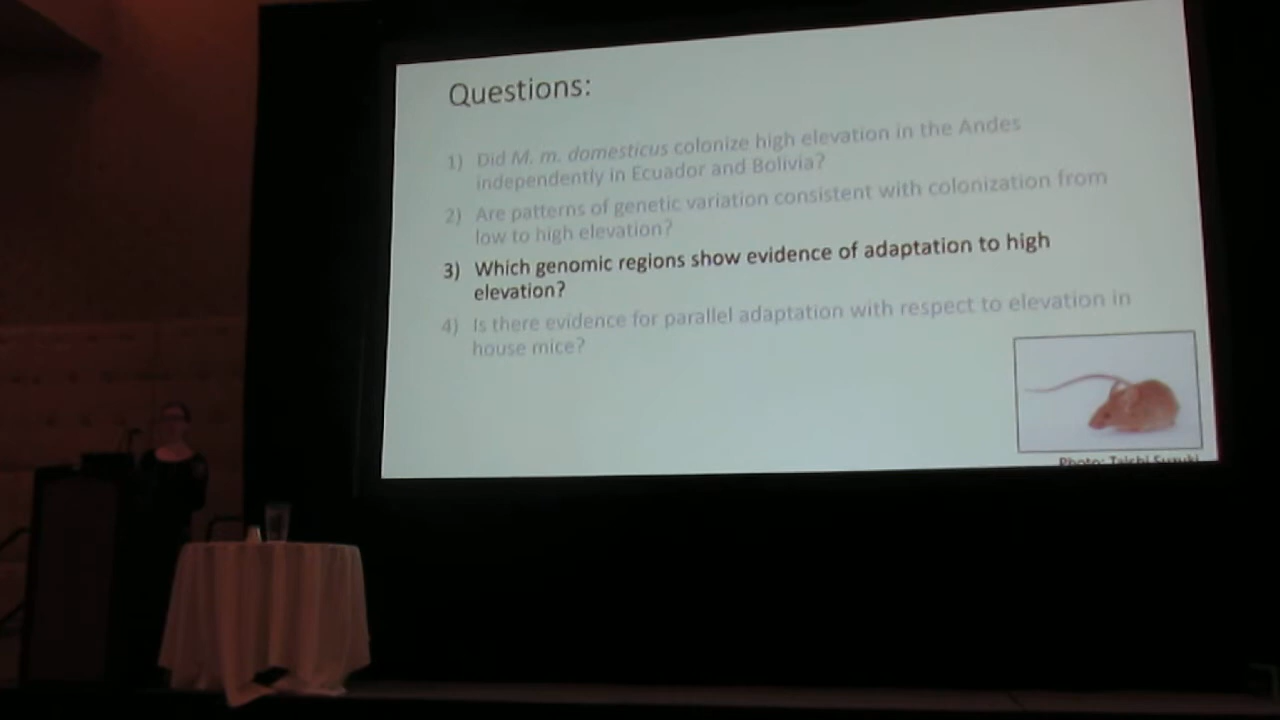 Questions:
1) Did M. m. domesticus colonize high elevation in the Andes
independently in Ecuador and Bolivia?
2) Are patterns of genetic variation consistent with colonization from
low to high elevation?
3) Which genomic regions show evidence of adaptation to high
elevation?
4) Is there evidence for parallel adaptation with respect to elevation in
house mice?
Photo: Taichi Suzuki